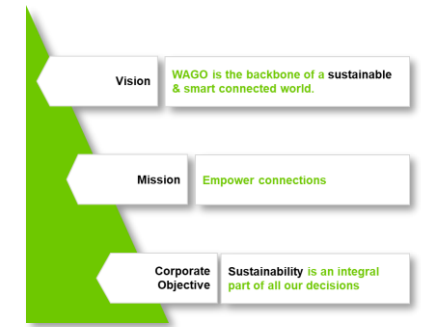 Vision
WAGO is the backbone of a sustainable
& smart connected world.
Mission
Empower connections
Corporate
Objective
Sustainability is an integral
part of all our decisions